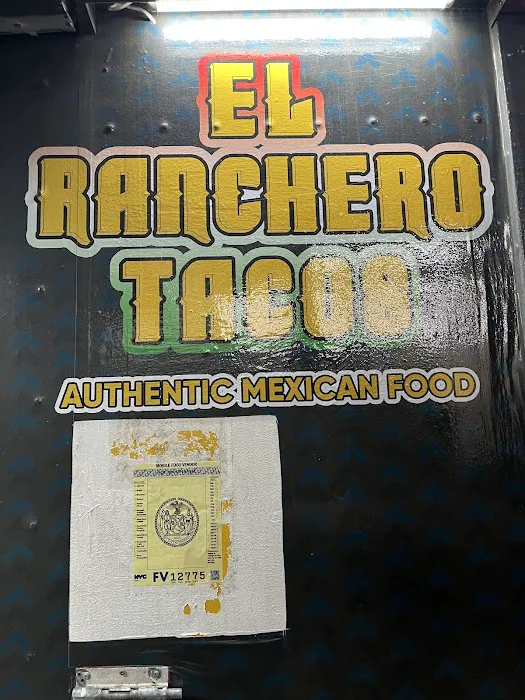 EL
RANCHERO
TACOS
AUTHENTIC MEXICAN FOOD
MOBILE FOOD VENDOR
NYC FV12775